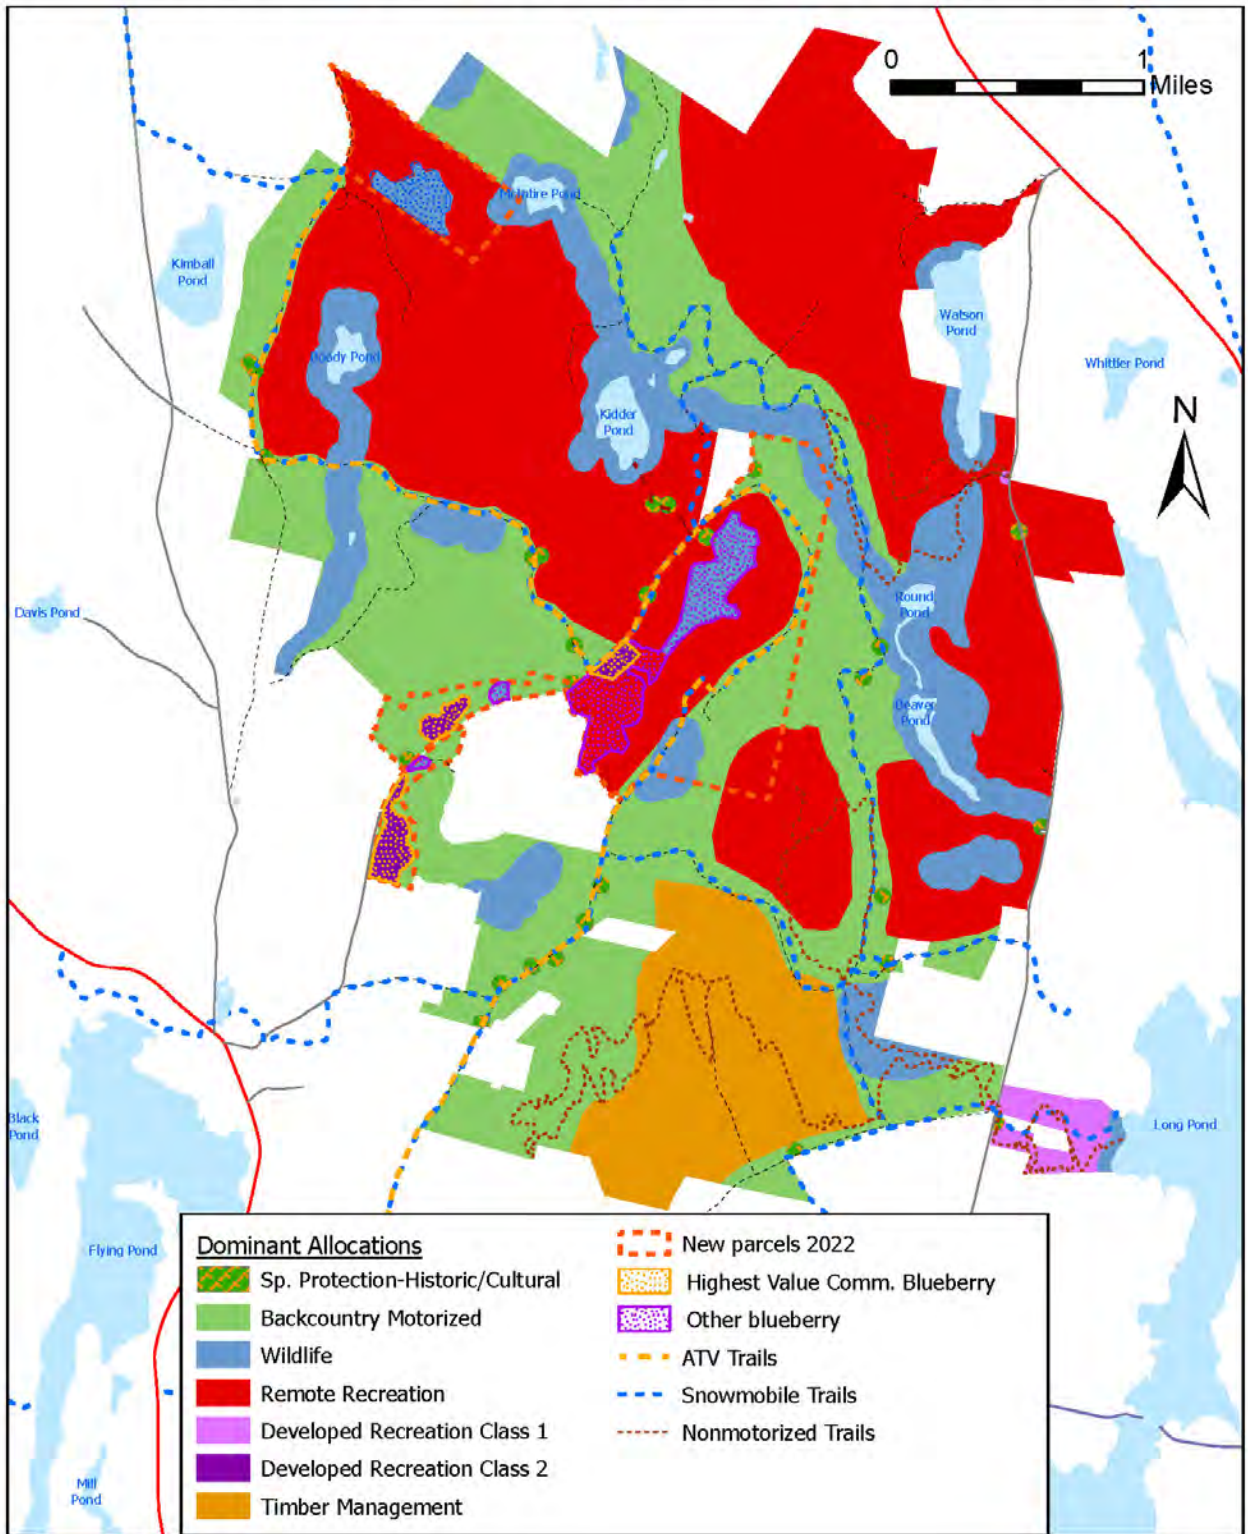 0 1
Miles
McIntire Pond
Kimball
Pond
Watson
Pond
Boody Pond
Whittier Pond
N
Kidder
Pond
Round
Pond
Davis Pond
Beaver
Pond
Black
Pond
Long Pond
Flying Pond
Mill
Pond
Dominant Allocations
Sp. Protection-Historic/Cultural
Backcountry Motorized
Wildlife
Remote Recreation
Developed Recreation Class 1
Developed Recreation Class 2
Timber Management
New parcels 2022
Highest Value Comm. Blueberry
Other blueberry
ATV Trails
Snowmobile Trails
Nonmotorized Trails